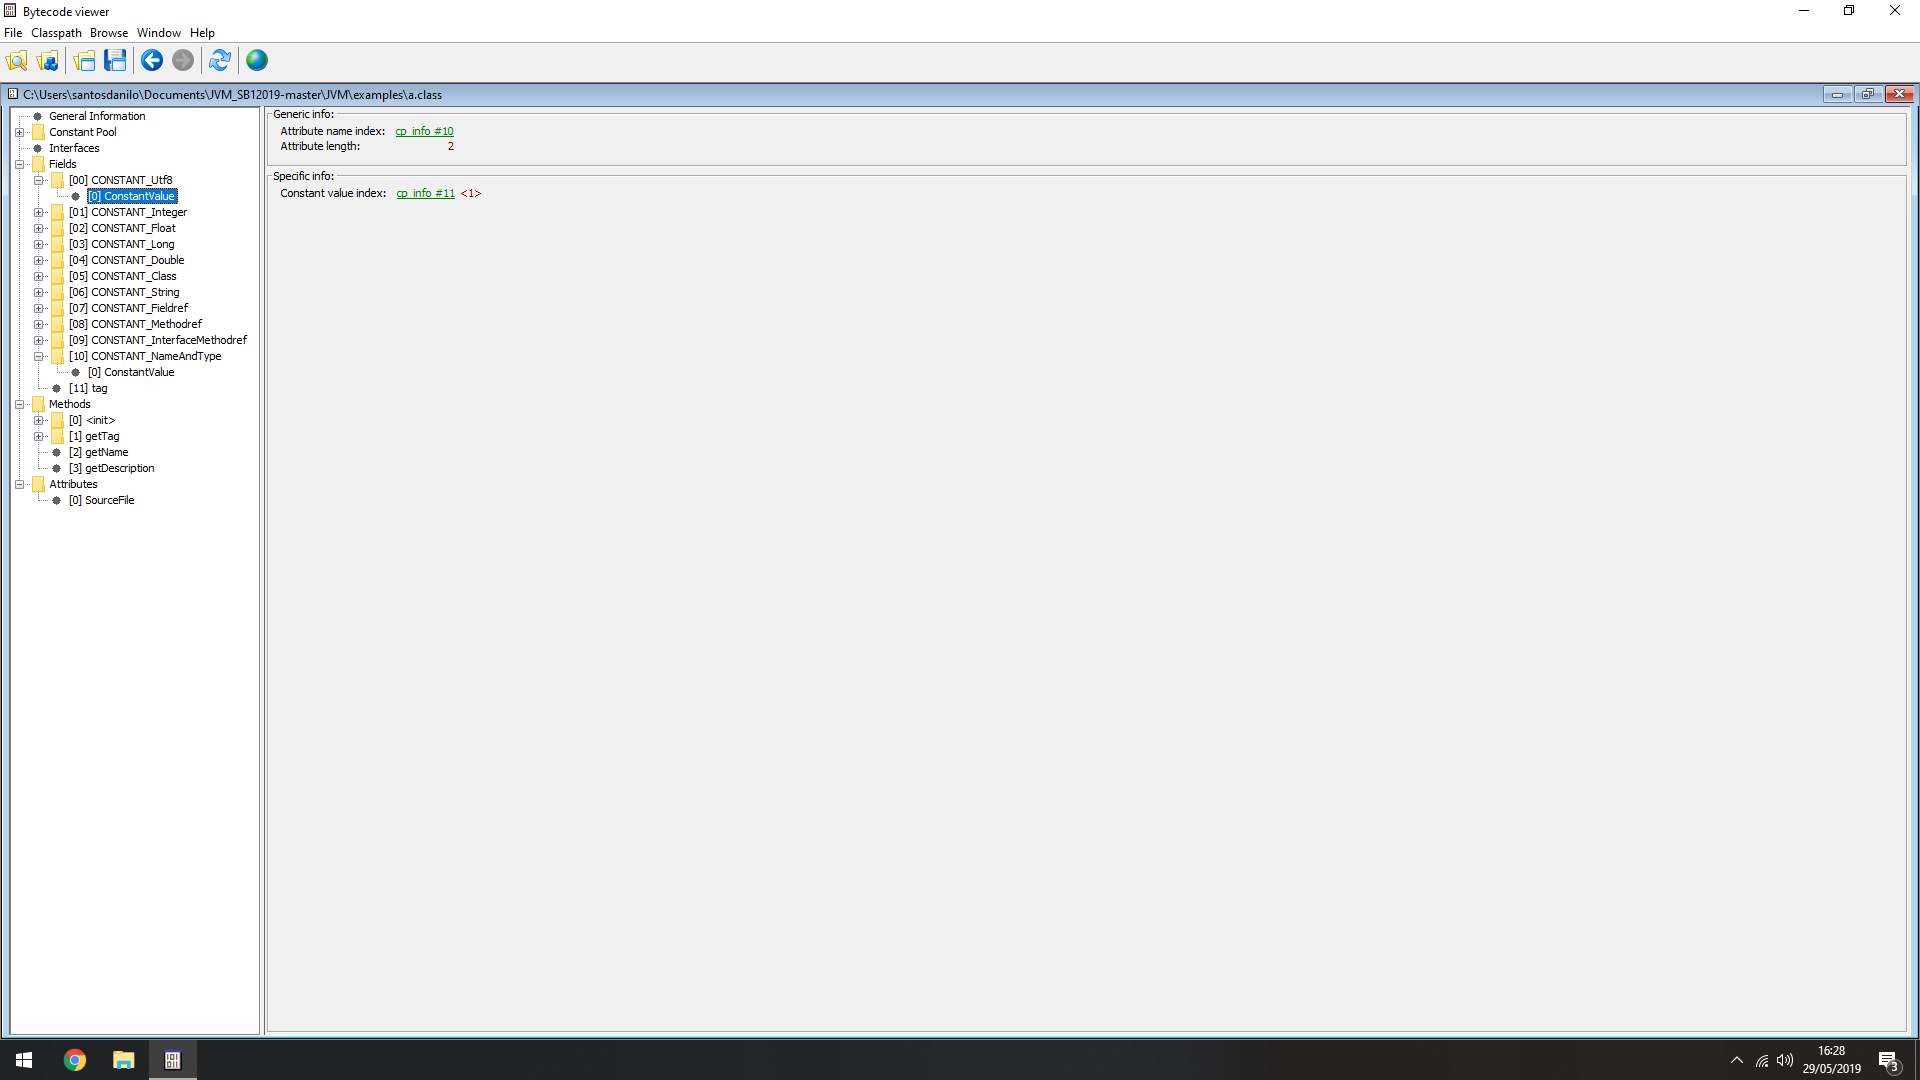 Bytecode viewer
File Classpath Browse Window Help
C:\Users\santosdanilo\Documents\JVM_SB12019-master\JVM\examples\a.class
General Information
Constant Pool
Interfaces
Fields
[00] CONSTANT_Utf8
[0] ConstantValue
[01] CONSTANT_Integer
[02] CONSTANT_Float
[03] CONSTANT_Long
[04] CONSTANT_Double
[05] CONSTANT_Class
[06] CONSTANT_String
[07] CONSTANT_Fieldref
[08] CONSTANT_Methodref
[09] CONSTANT_InterfaceMethodref
[10] CONSTANT_NameAndType
[0] ConstantValue
[11] tag
Methods
[0] <init>
[1] getTag
[2] getName
[3] getDescription
Attributes
[0] SourceFile
Generic info:
Attribute name index: cp_info #10
Attribute length: 2
Specific info:
Constant value index: cp_info #11 <1>
16:28
29/05/2019
3